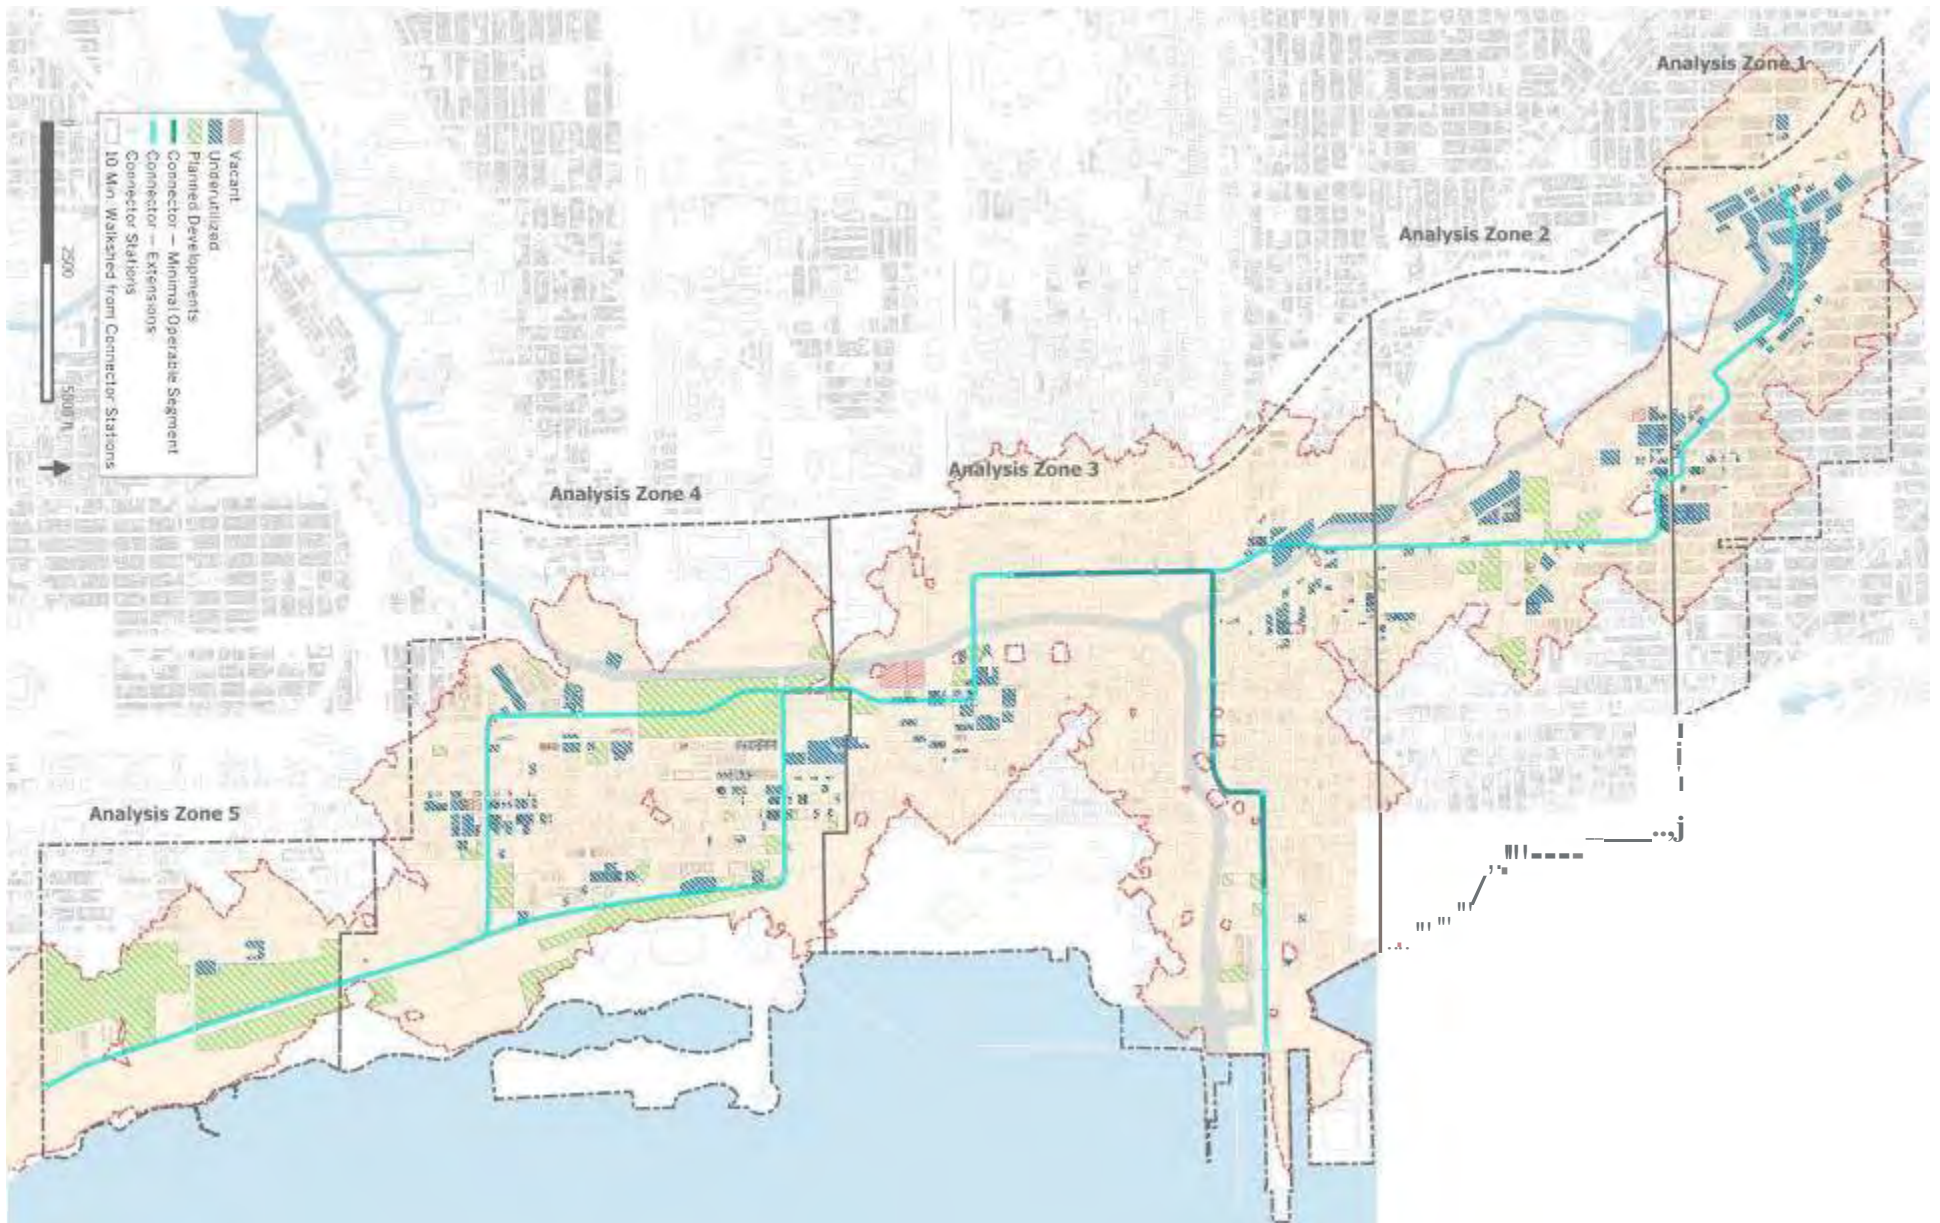 Analysis Zone 1
Analysis Zone 2
Analysis Zone 3
Analysis Zone 4
Analysis Zone 5
Vacant
Underutilized
Planned Developments
Connector — Minimal Operable Segment
Connector — Extensions
Connector Stations
10 Min. Walkshed from Connector Stations
0 2500 5000 ft